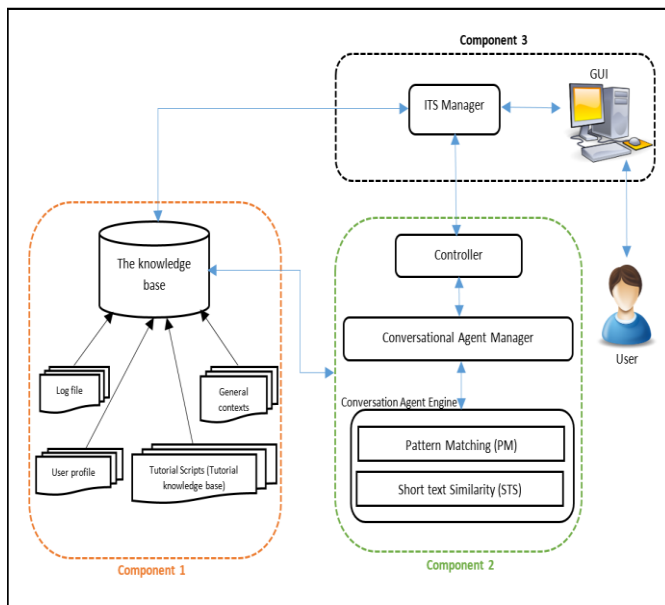 Component 3
GUI
ITS Manager
The knowledge
base
Controller
Conversational Agent Manager
User
Log file
General
contexts
Conversation Agent Engine
Pattern Matching (PM)
User profile
Tutorial Scripts (Tutorial
knowledge base)
Short text Similarity (STS)
Component 1
Component 2